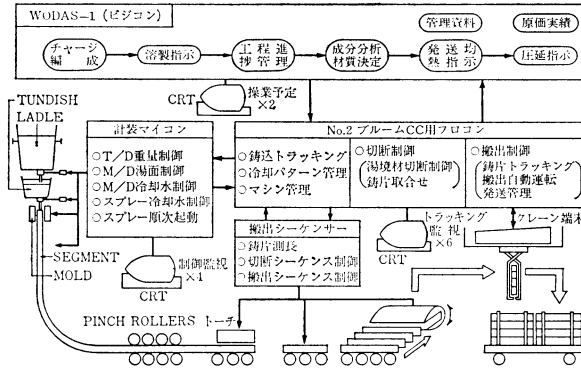 WODAS-1 (ビジコン)
管理資料
原価実績
チャージ
編成
溶製指示
工程進
捗管理
成分分析
材質決定
発送均
熱指示
圧延指示
CRT
操業予定
×2
TUNDISH
LADLE
計装マイコン
○T/D重量制御
○M/D湯面制御
○M/D冷却水制御
○スプレー冷却水制御
○スプレー順次起動
No.2 ブルームCC用プロコン
○鋳込トラッキング
○冷却パターン管理
○マシン管理
○切断制御
(湯境材切断制御
鋳片取合せ)
○搬出制御
(鋳片トラッキング
搬出自動運転
発送管理)
搬出シーケンサー
○鋳片測長
○切断シーケンス制御
○搬出シーケンス制御
トラッキング
監視
×6
CRT
クレーン端末
SEGMENT
MOLD
制御監視
×4
CRT
PINCH ROLLERS
トーチ